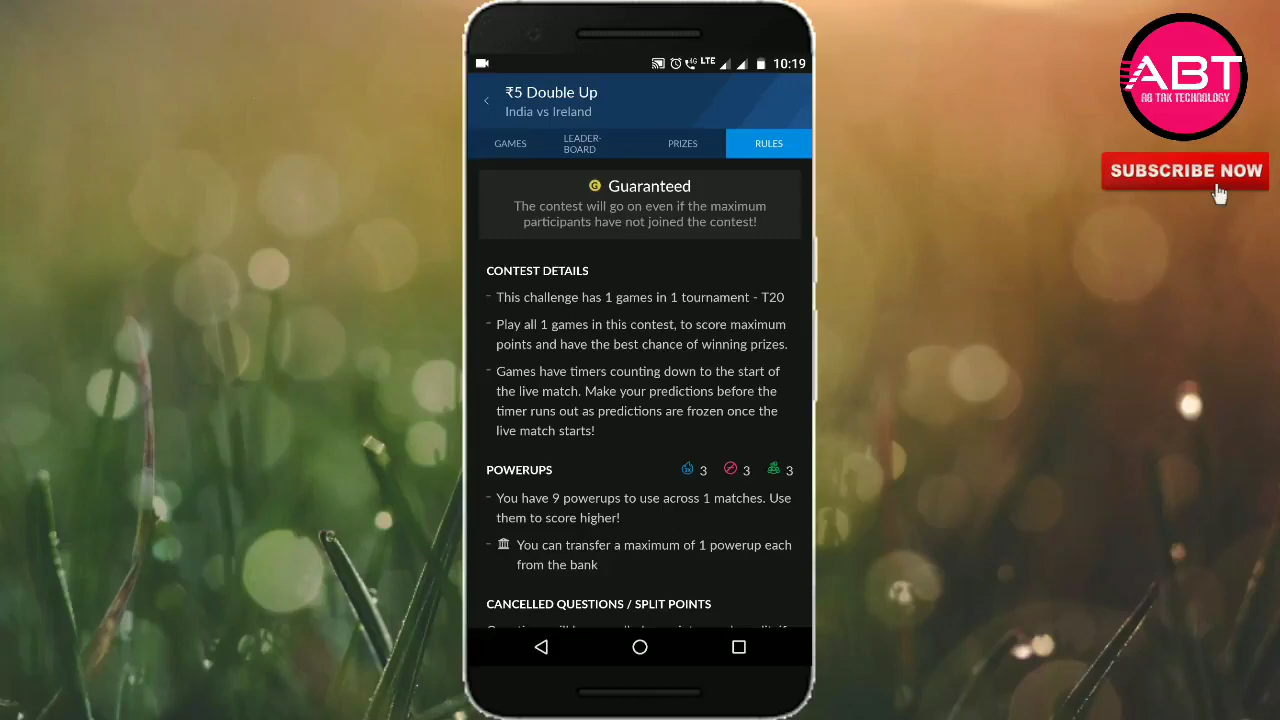 LTE 10:19
₹5 Double Up
India vs Ireland
GAMES
LEADER-
BOARD
PRIZES
RULES
G Guaranteed
The contest will go on even if the maximum
participants have not joined the contest!
CONTEST DETAILS
- This challenge has 1 games in 1 tournament - T20
- Play all 1 games in this contest, to score maximum
points and have the best chance of winning prizes.
- Games have timers counting down to the start of
the live match. Make your predictions before the
timer runs out as predictions are frozen once the
live match starts!
POWERUPS 3 3 3
- You have 9 powerups to use across 1 matches. Use
them to score higher!
- You can transfer a maximum of 1 powerup each
from the bank
CANCELLED QUESTIONS / SPLIT POINTS
ABT
AB TAK TECHNOLOGY
SUBSCRIBE NOW